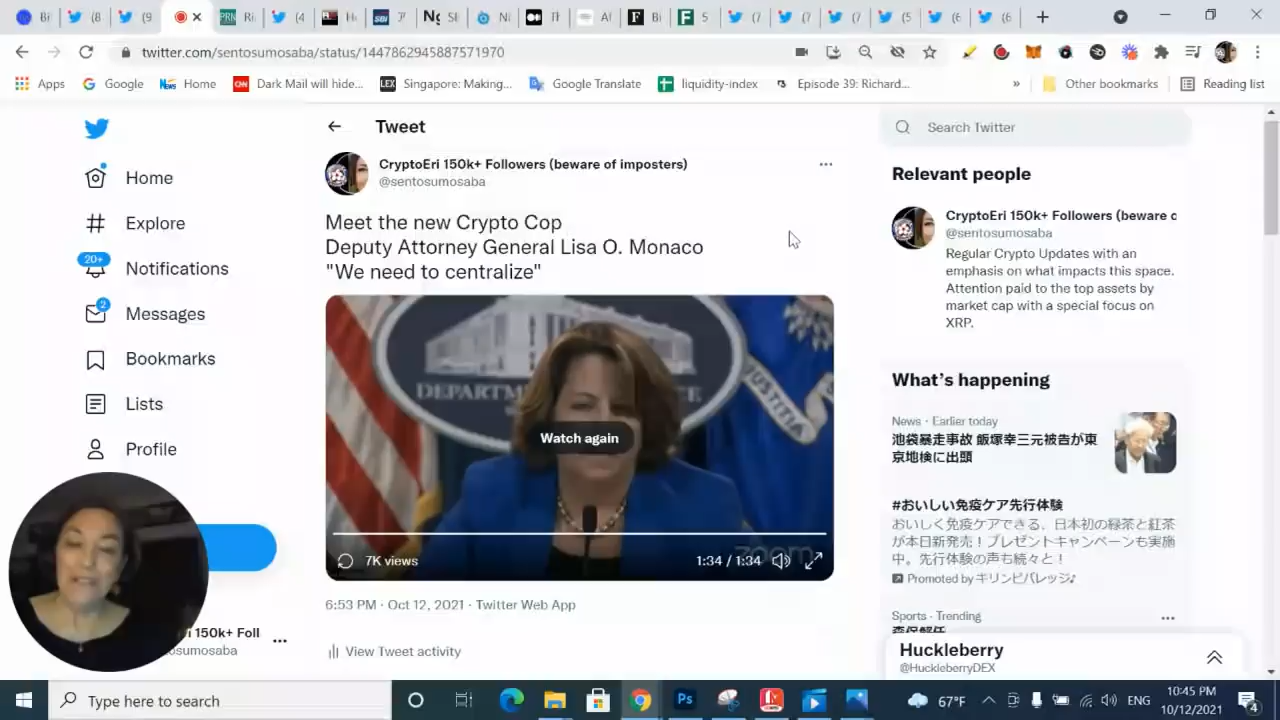 twitter.com/sentosumosaba/status/1447862945887571970
Apps
Google
Home
CNN
Dark Mail will hide...
LEX
Singapore: Making...
Google Translate
liquidity-index
Episode 39: Richard...
»
Other bookmarks
Reading list
Home
Explore
20+
Notifications
2
Messages
Bookmarks
Lists
Profile
Tweet
CryptoEri 150k+ Followers (beware of imposters)
@sentosumosaba
Meet the new Crypto Cop
Deputy Attorney General Lisa O. Monaco
"We need to centralize"
Watch again
7K views
1:34 / 1:34
zoom
6:53 PM · Oct 12, 2021 · Twitter Web App
View Tweet activity
Search Twitter
Relevant people
CryptoEri 150k+ Followers (beware c
@sentosumosaba
Regular Crypto Updates with an
emphasis on what impacts this space.
Attention paid to the top assets by
market cap with a special focus on
XRP.
What's happening
News · Earlier today
池袋暴走事故 飯塚幸三元被告が東
京地検に出頭
#おいしい免疫ケア先行体験
おいしく免疫ケアできる、日本初の緑茶と紅茶
が本日新発売！プレゼントキャンペーンも実施
中。先行体験の声も続々と！
Promoted by キリンビバレッジ♪
Sports · Trending
Huckleberry
@HuckleberryDEX
150k+ Foll
osumosaba
Type here to search
67°F
ENG
10:45 PM
10/12/2021
4